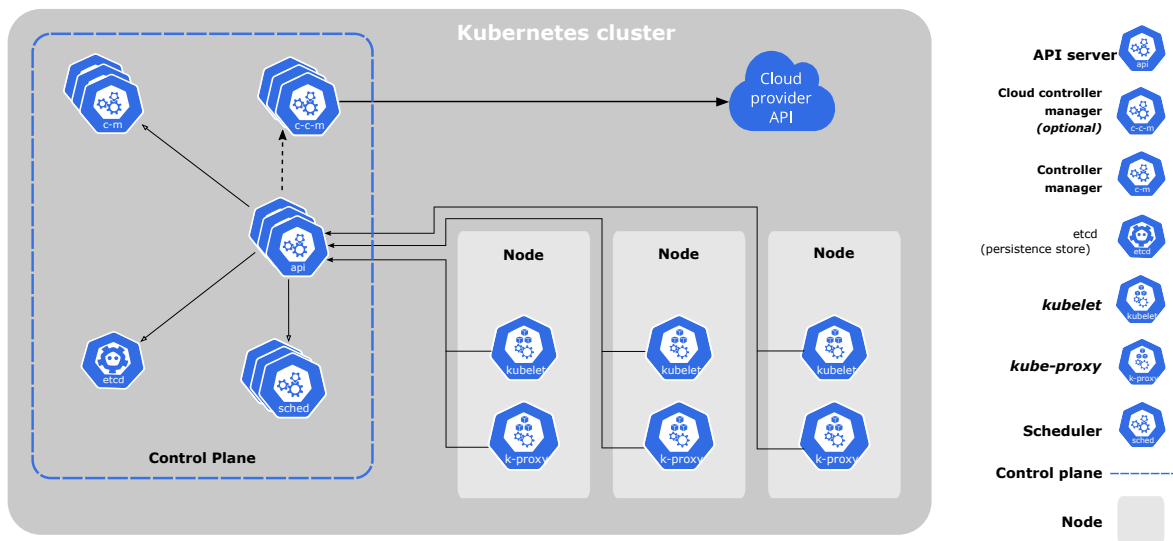 Kubernetes cluster
c-m
c-c-m
Cloud
provider
API
api
etcd
sched
Control Plane
Node
kubelet
k-proxy
Node
kubelet
k-proxy
Node
kubelet
k-proxy
API server
api
Cloud controller
manager
(optional)
c-c-m
Controller
manager
c-m
etcd
(persistence store)
etcd
kubelet
kubelet
kube-proxy
k-proxy
Scheduler
sched
Control plane
Node